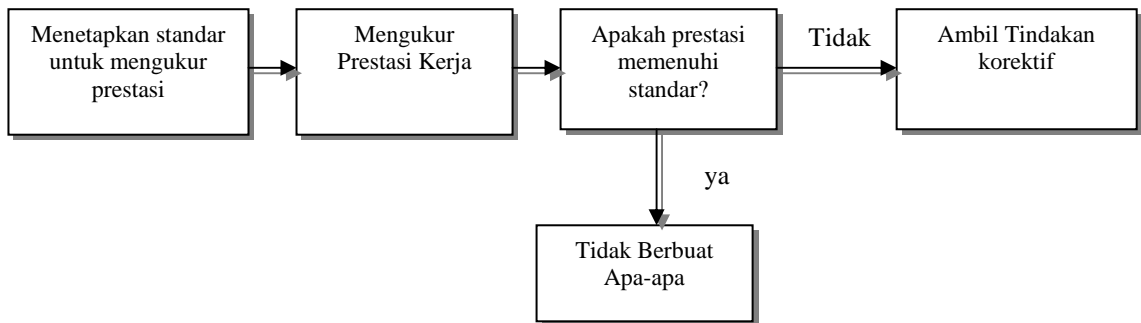 Menetapkan standar
untuk mengukur
prestasi
Mengukur
Prestasi Kerja
Apakah prestasi
memenuhi
standar?
Tidak
Ambil Tindakan
korektif
ya
Tidak Berbuat
Apa-apa